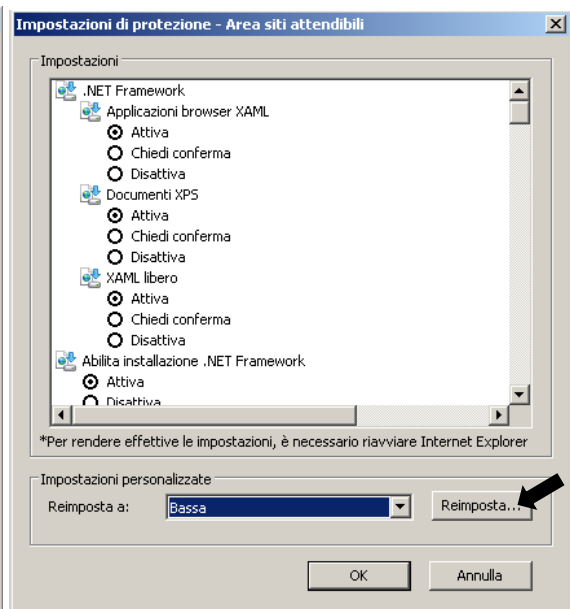 Impostazioni di protezione - Area siti attendibili
Impostazioni
.NET Framework
Applicazioni browser XAML
Attiva
Chiedi conferma
Disattiva
Documenti XPS
Attiva
Chiedi conferma
Disattiva
XAML libero
Attiva
Chiedi conferma
Disattiva
Abilita installazione .NET Framework
Attiva
Disattiva
*Per rendere effettive le impostazioni, è necessario riavviare Internet Explorer
Impostazioni personalizzate
Reimposta a: Bassa Reimposta...
OK Annulla